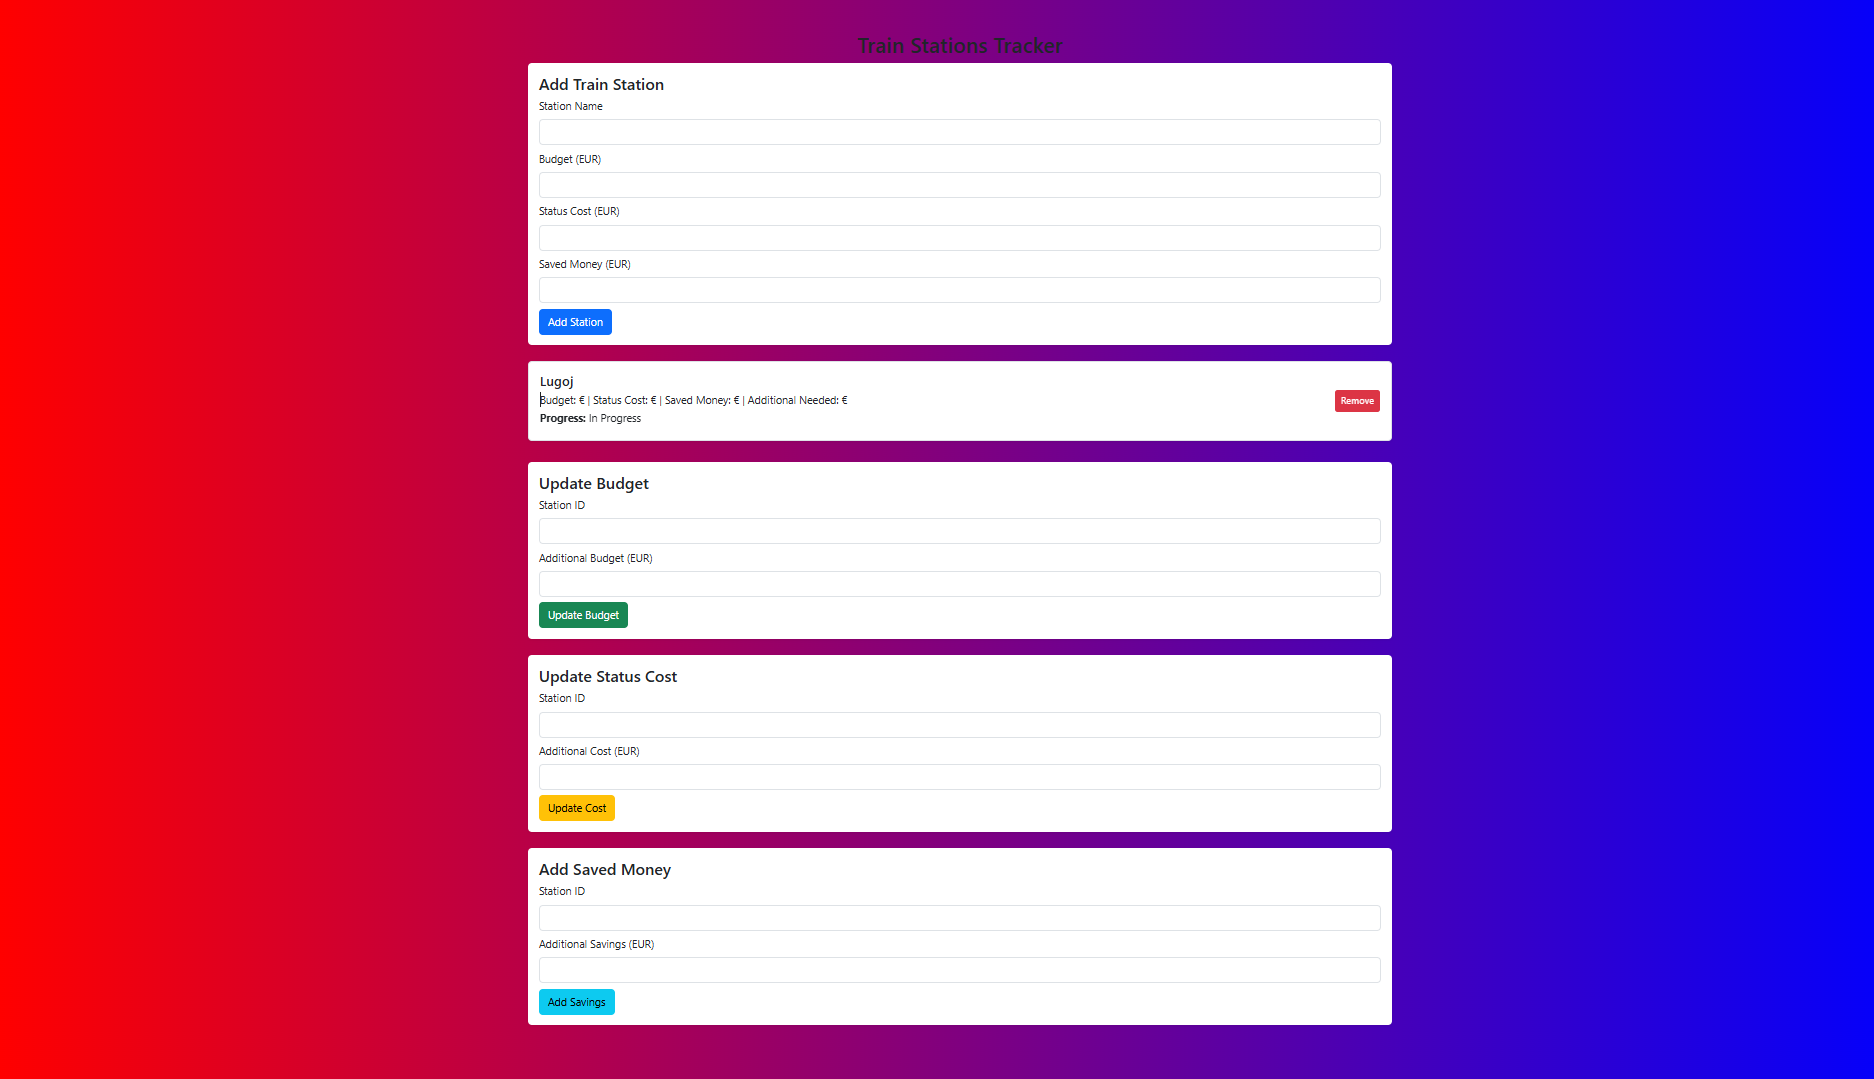 Train Stations Tracker
Add Train Station
Station Name
Budget (EUR)
Status Cost (EUR)
Saved Money (EUR)
Add Station
Lugoj
Budget: € | Status Cost: € | Saved Money: € | Additional Needed: €
Remove
Progress: In Progress
Update Budget
Station ID
Additional Budget (EUR)
Update Budget
Update Status Cost
Station ID
Additional Cost (EUR)
Update Cost
Add Saved Money
Station ID
Additional Savings (EUR)
Add Savings